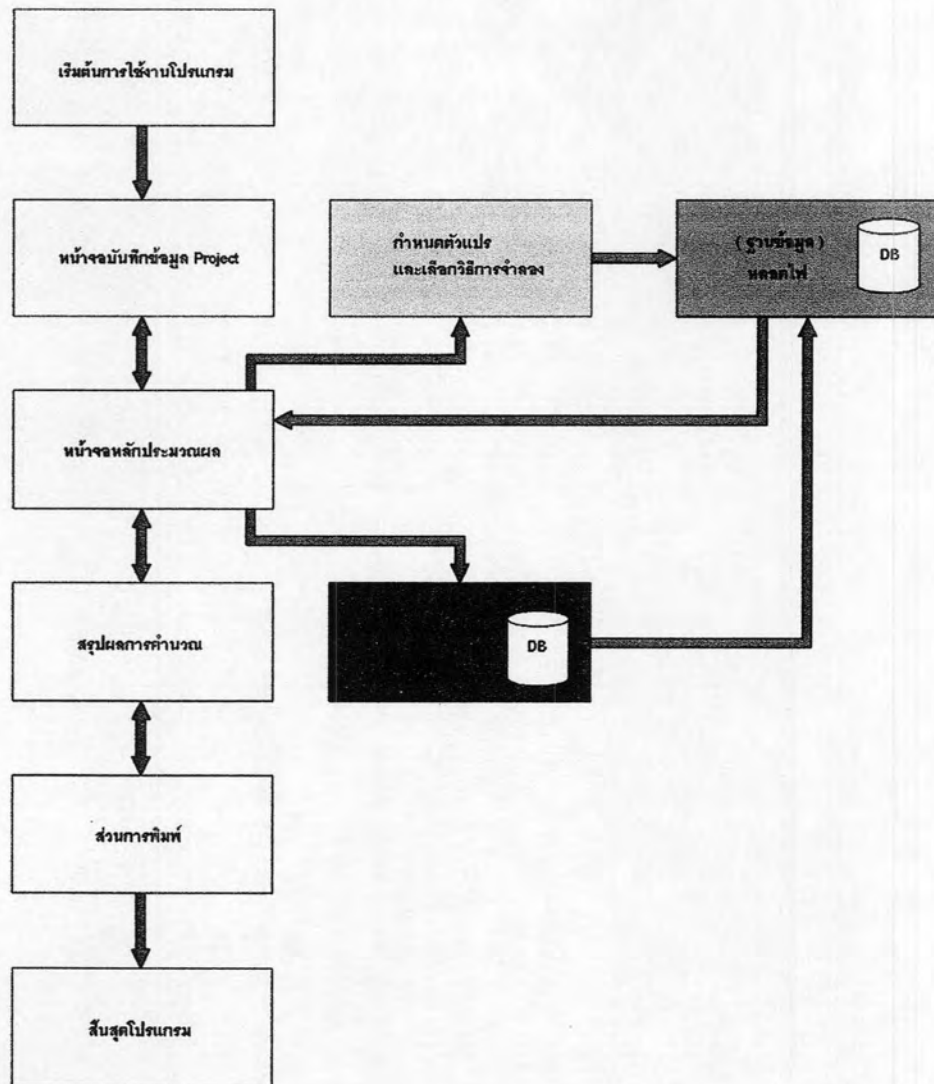 เริ่มต้นการใช้งานโปรแกรม
หน้าจอบันทึกข้อมูล Project
กำหนดตัวแปร
และเลือกวิธีการจำลอง
(ฐานข้อมูล)
หลอดไฟ
DB
หน้าจอหลักประมวณผล
สรุปผลการคำนวณ
DB
ส่วนการพิมพ์
สิ้นสุดโปรแกรม